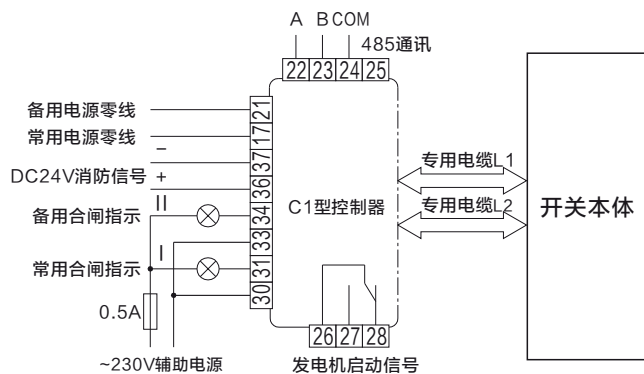 A B COM
485通讯
22 23 24 25
备用电源零线
21
常用电源零线
17
−
37
DC24V消防信号 +
36
II
备用合闸指示
34
33
I
常用合闸指示
31
30
0.5A
~230V辅助电源
C1型控制器
26 27 28
发电机启动信号
专用电缆L1
专用电缆L2
开关本体